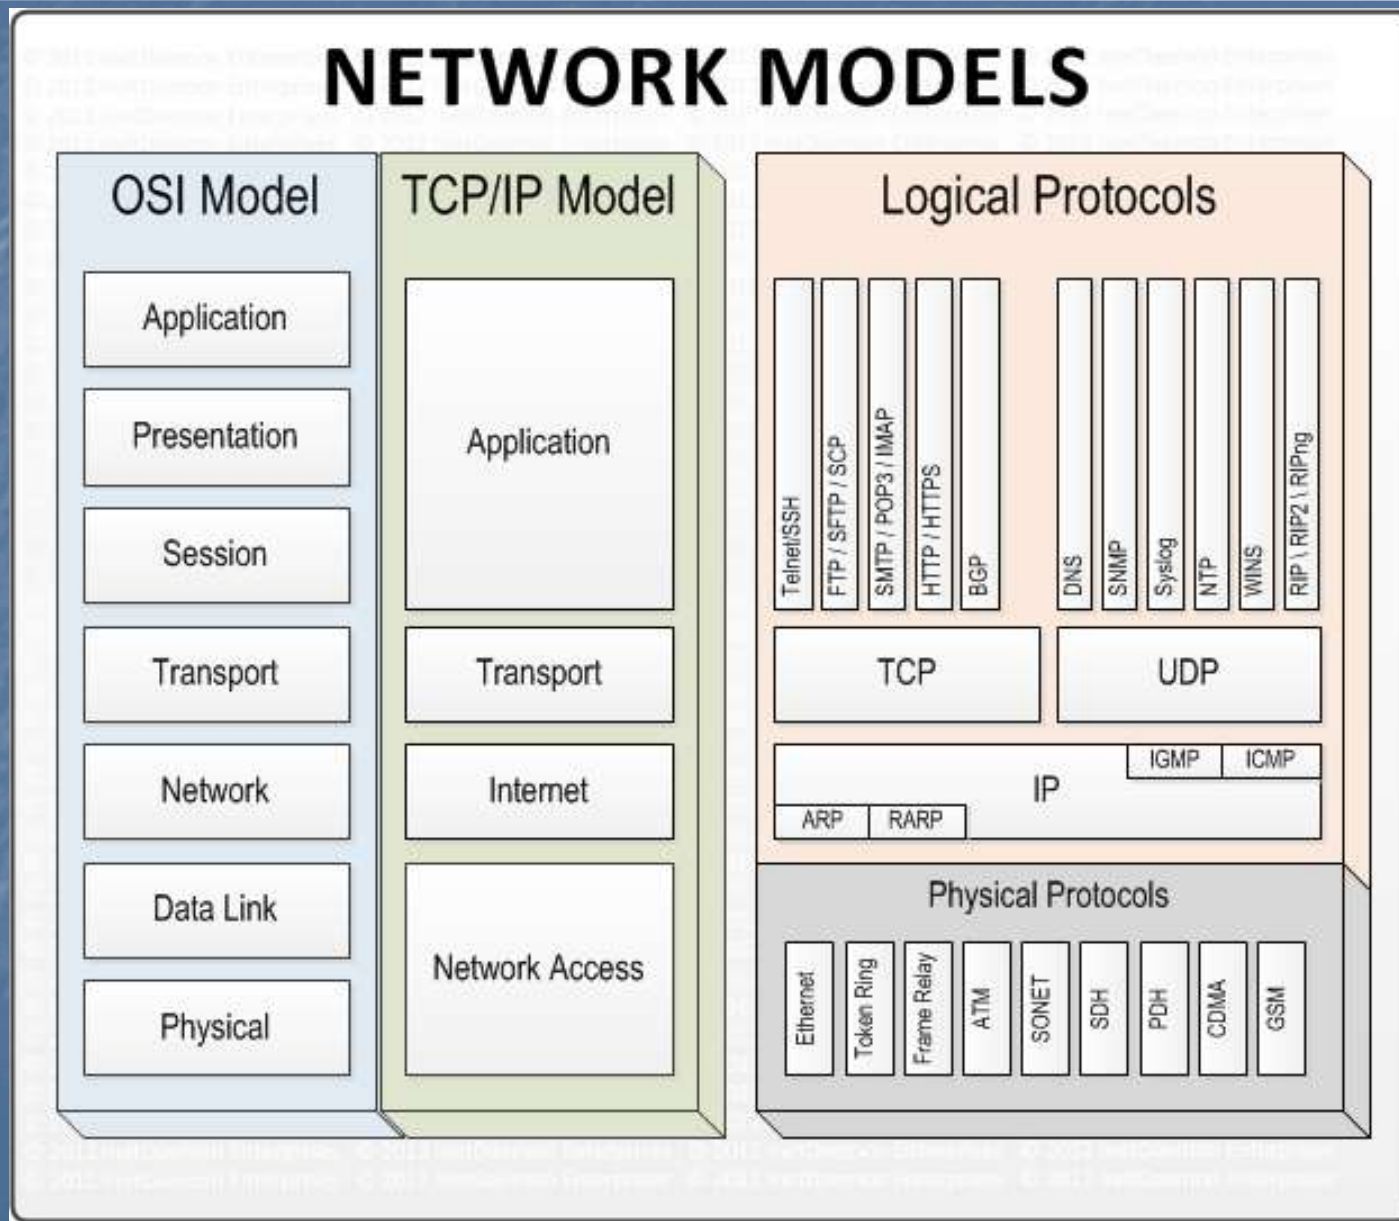 NETWORK MODELS
OSI Model
Application
Presentation
Session
Transport
Network
Data Link
Physical
TCP/IP Model
Application
Transport
Internet
Network Access
Logical Protocols
Telnet/SSH
FTP / SFTP / SCP
SMTP / POP3 / IMAP
HTTP / HTTPS
BGP
DNS
SNMP
Syslog
NTP
WINS
RIP \ RIP2 \ RIPng
TCP
UDP
IGMP
ICMP
IP
ARP
RARP
Physical Protocols
Ethernet
Token Ring
Frame Relay
ATM
SONET
SDH
PDH
CDMA
GSM